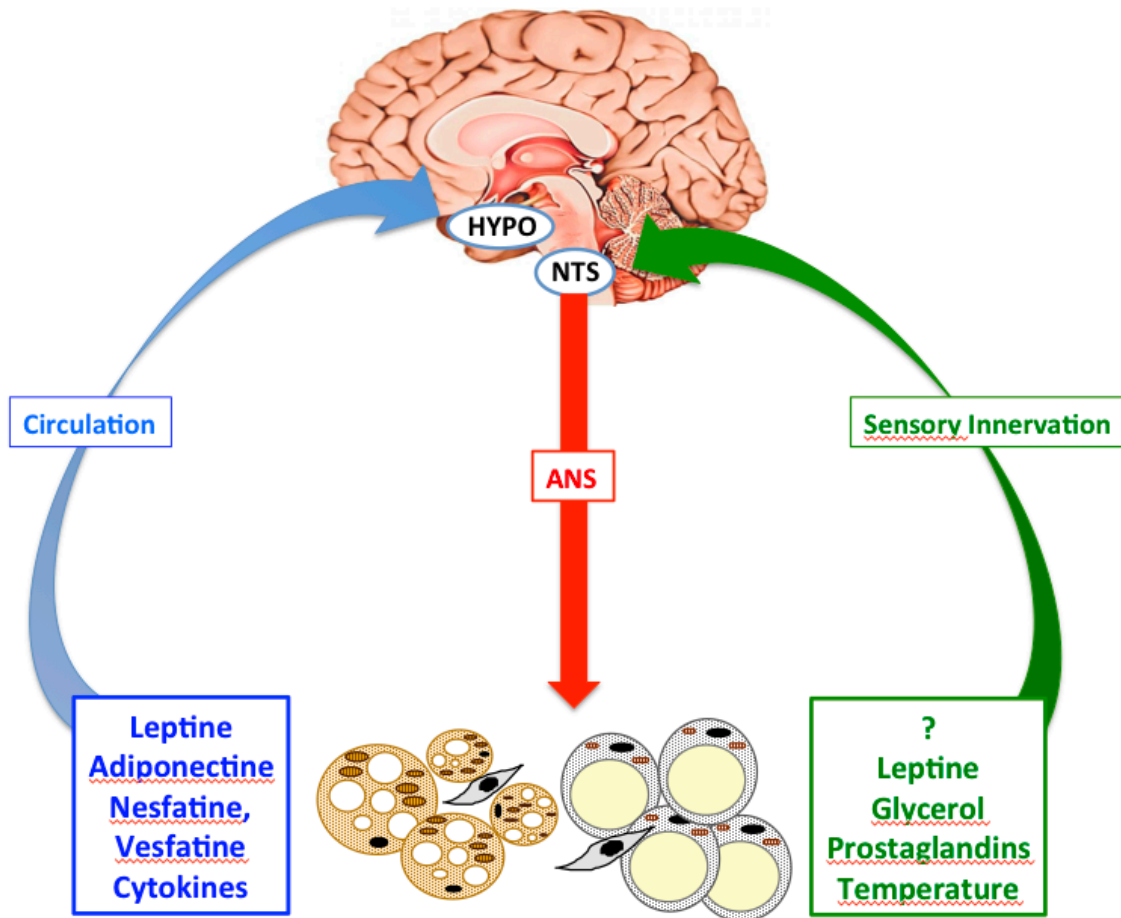 HYPO
NTS
Circulation
Sensory Innervation
ANS
Leptine
Adiponectine
Nesfatine,
Vesfatine
Cytokines
?
Leptine
Glycerol
Prostaglandins
Temperature